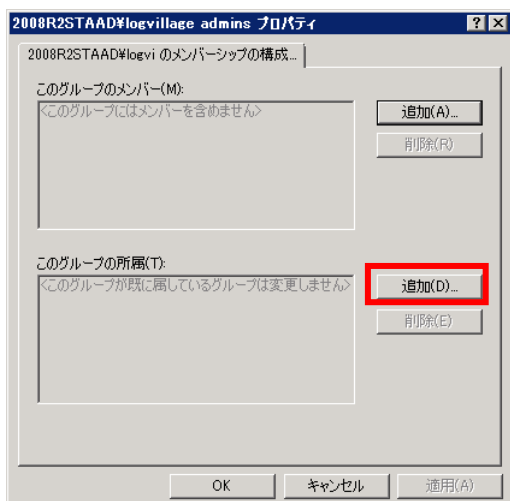 2008R2STAAD¥logvillage admins プロパティ
2008R2STAAD¥logvi のメンバーシップの構成...
このグループのメンバー(M):
<このグループにはメンバーを含めません>
追加(A)...
削除(R)
このグループの所属(T):
<このグループが既に属しているグループは変更しません>
追加(D)...
削除(E)
OK
キャンセル
適用(A)